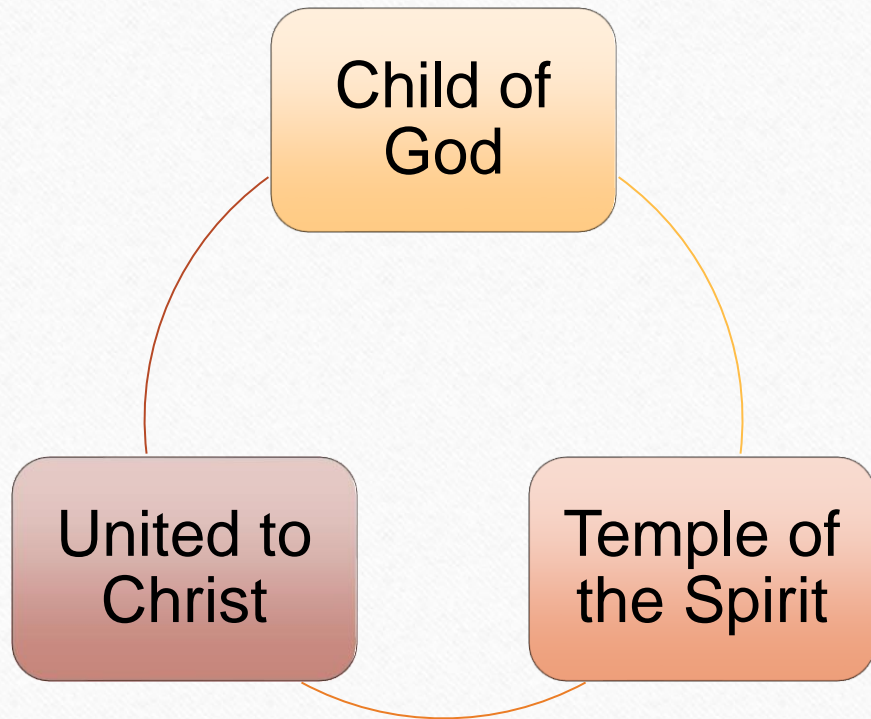 Child of
God
United to
Christ
Temple of
the Spirit